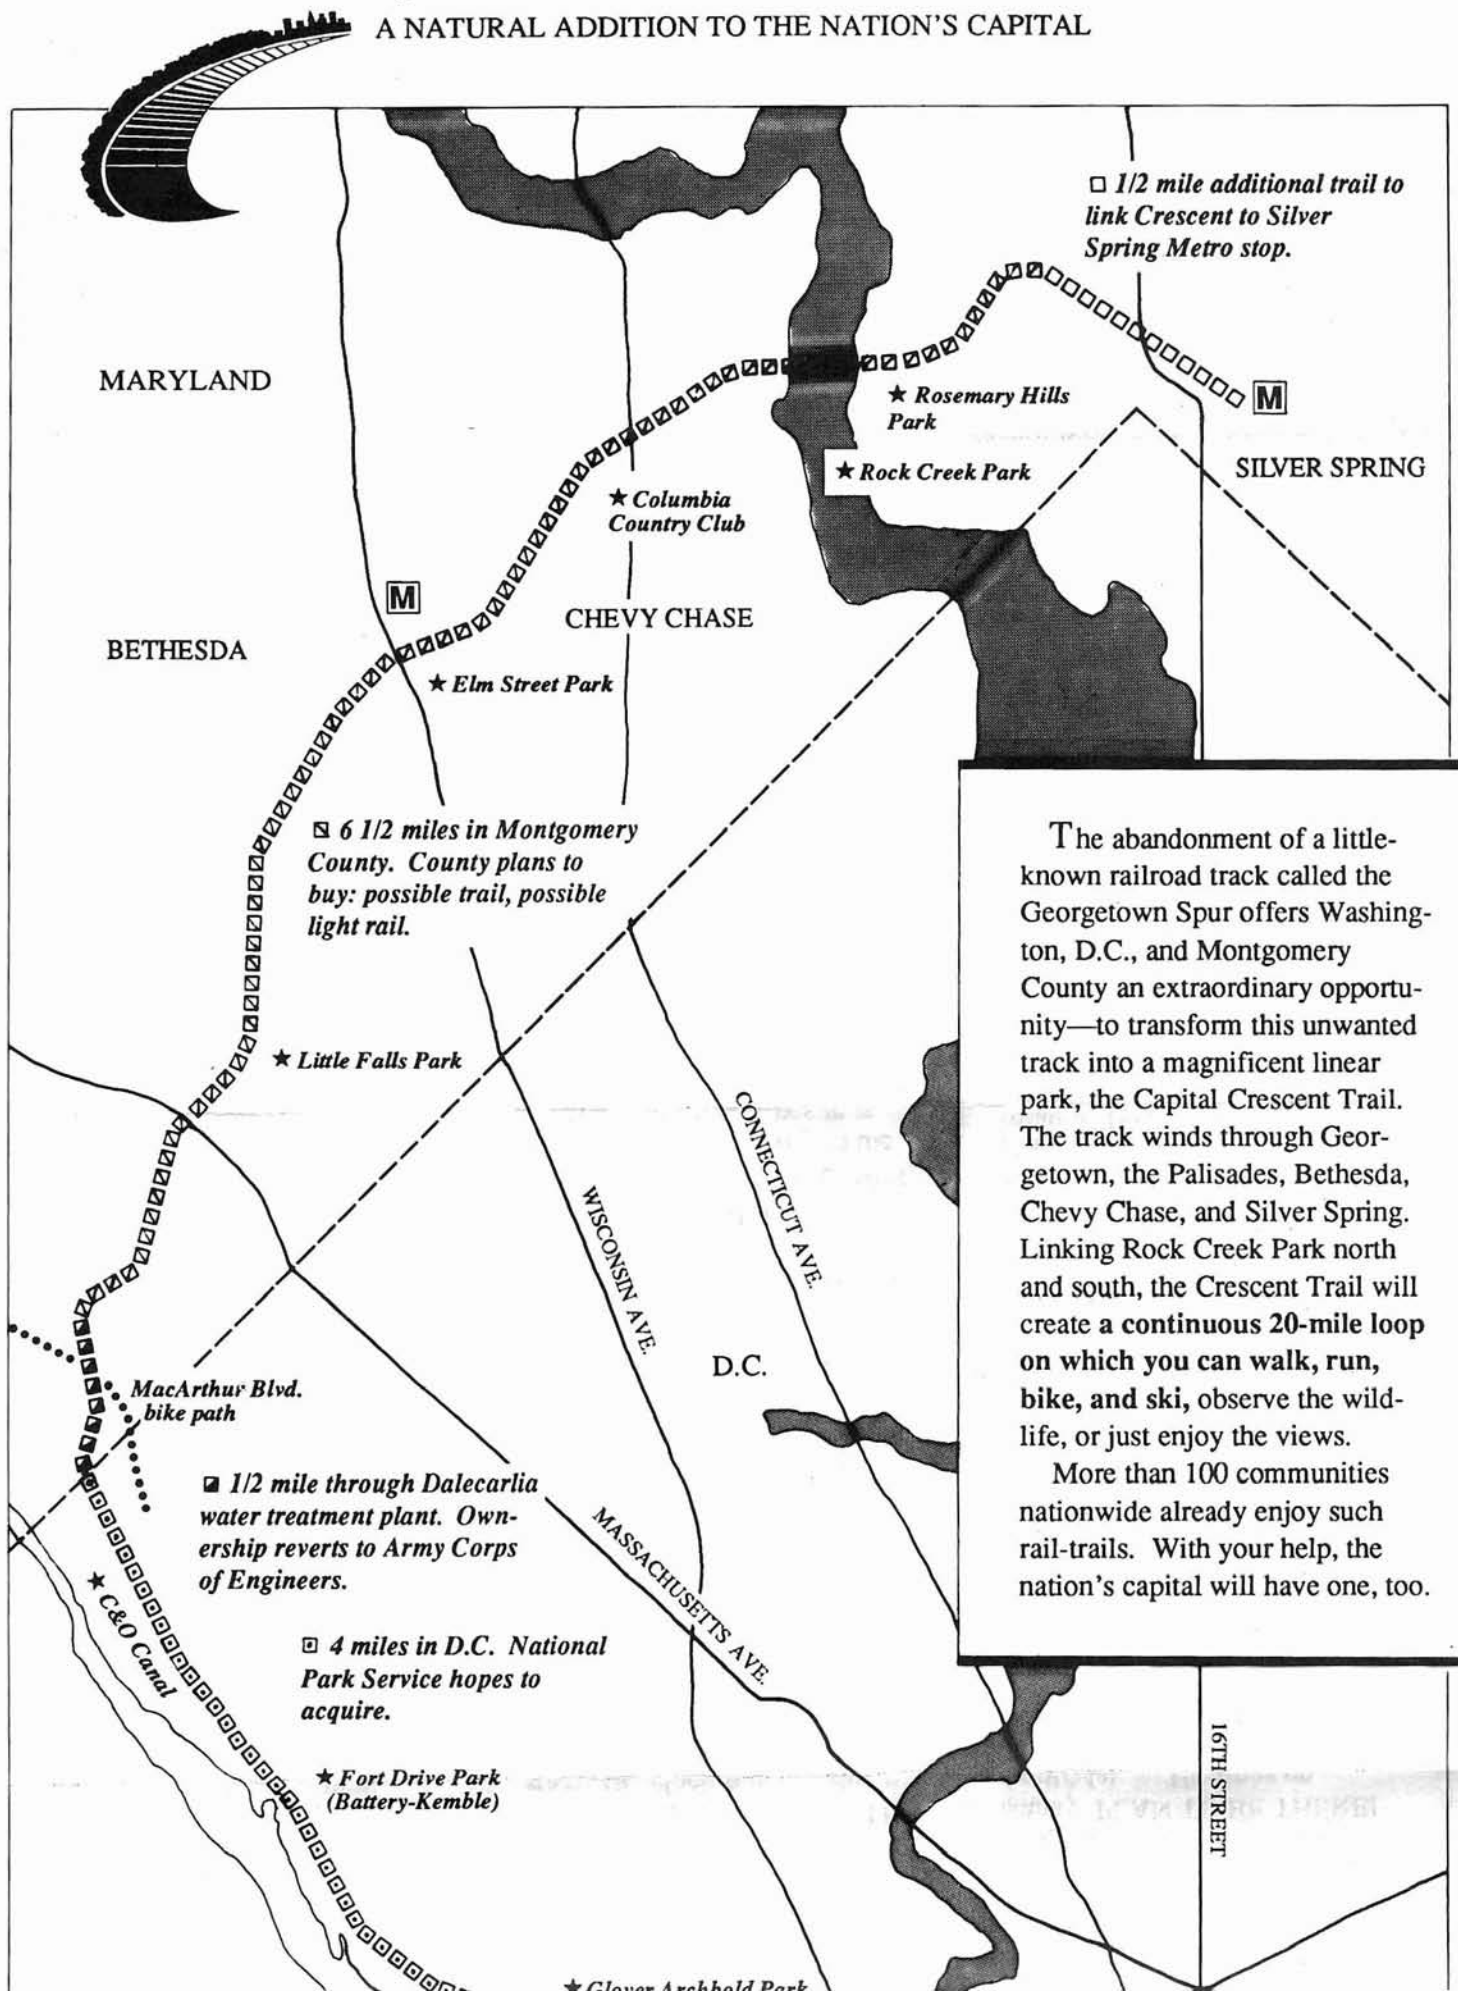 A NATURAL ADDITION TO THE NATION'S CAPITAL
□ 1/2 mile additional trail to
link Crescent to Silver
Spring Metro stop.
MARYLAND
M
★ Rosemary Hills
Park
★ Rock Creek Park
SILVER SPRING
★ Columbia
Country Club
M
CHEVY CHASE
BETHESDA
★ Elm Street Park
6 1/2 miles in Montgomery
County. County plans to
buy: possible trail, possible
light rail.
★ Little Falls Park
The abandonment of a little-
known railroad track called the
Georgetown Spur offers Washing-
ton, D.C., and Montgomery
County an extraordinary opportu-
nity—to transform this unwanted
track into a magnificent linear
park, the Capital Crescent Trail.
The track winds through Geor-
getown, the Palisades, Bethesda,
Chevy Chase, and Silver Spring.
Linking Rock Creek Park north
and south, the Crescent Trail will
create a continuous 20-mile loop
on which you can walk, run,
bike, and ski, observe the wild-
life, or just enjoy the views.
More than 100 communities
nationwide already enjoy such
rail-trails. With your help, the
nation's capital will have one, too.
CONNECTICUT AVE.
WISCONSIN AVE.
D.C.
MacArthur Blvd.
bike path
1/2 mile through Dalecarlia
water treatment plant. Own-
ership reverts to Army Corps
of Engineers.
MASSACHUSETTS AVE.
★ C&O Canal
4 miles in D.C. National
Park Service hopes to
acquire.
★ Fort Drive Park
(Battery-Kemble)
16TH STREET
★ Glover Archbold Park